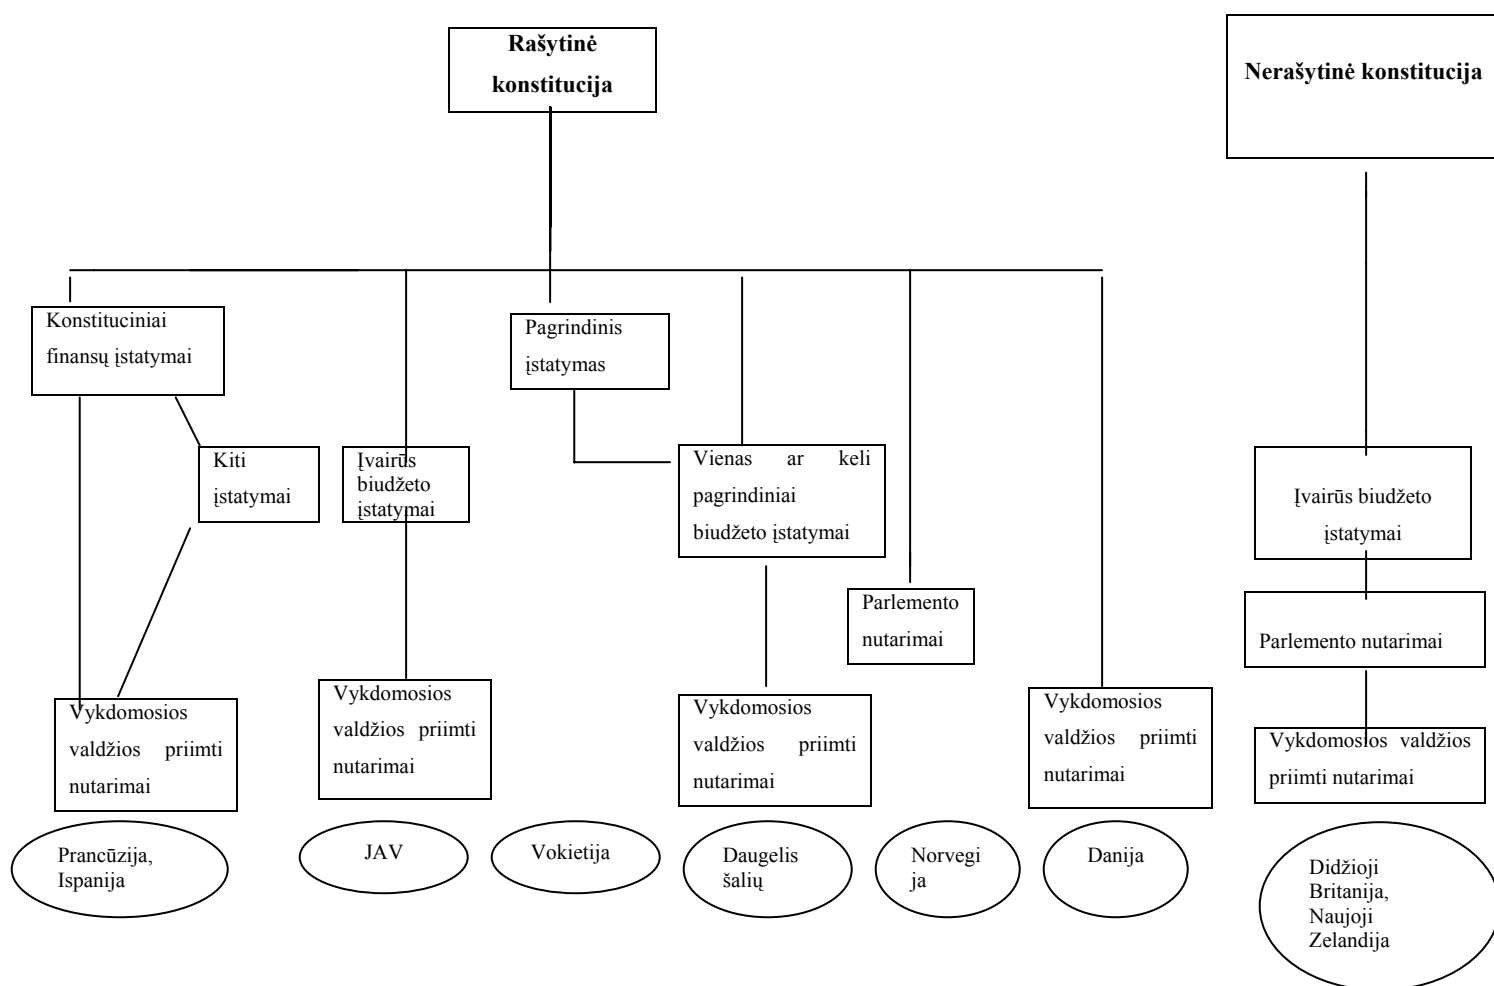 Rašytinė
konstitucija
Nerašytinė konstitucija
Konstituciniai
finansų įstatymai
Pagrindinis
įstatymas
Kiti
įstatymai
Įvairūs
biudžeto
įstatymai
Vienas ar keli
pagrindiniai
biudžeto įstatymai
Įvairūs biudžeto
įstatymai
Parlemento
nutarimai
Parlemento nutarimai
Vykdomosios
valdžios priimti
nutarimai
Vykdomosios
valdžios priimti
nutarimai
Vykdomosios
valdžios priimti
nutarimai
Vykdomosios
valdžios priimti
nutarimai
Vykdomosios valdžios
priimti nutarimai
Prancūzija,
Ispanija
JAV
Vokietija
Daugelis
šalių
Norvegi
ja
Danija
Didžioji
Britanija,
Naujoji
Zelandija